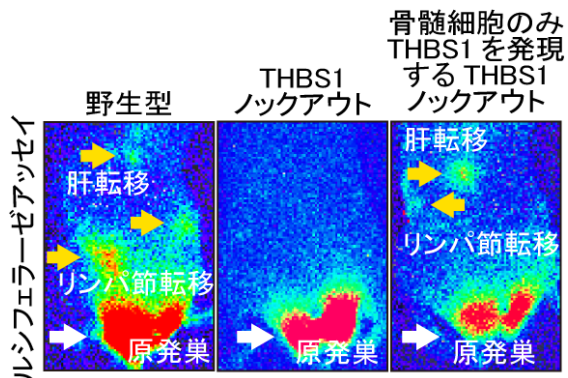 骨髄細胞のみ
THBS1 を発現
する THBS1
ノックアウト
THBS1
ノックアウト
野生型
ルシフェラーゼアッセイ
肝転移
リンパ節転移
原発巣
原発巣
肝転移
リンパ節転移
原発巣